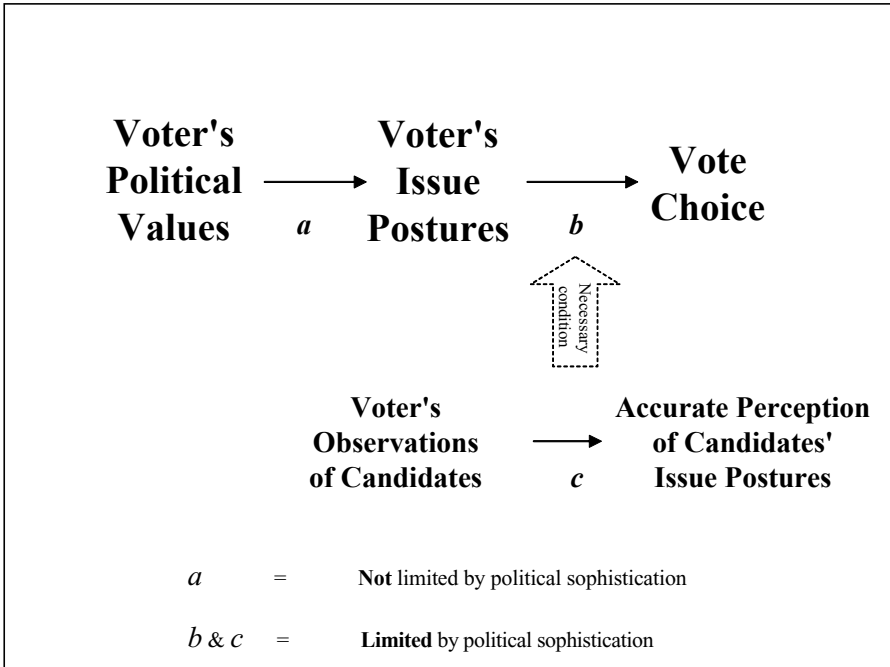 Voter's
Political
Values
a
Voter's
Issue
Postures
b
Vote
Choice
Necessary
condition
Voter's
Observations
of Candidates
c
Accurate Perception
of Candidates'
Issue Postures
a = Not limited by political sophistication
b & c = Limited by political sophistication